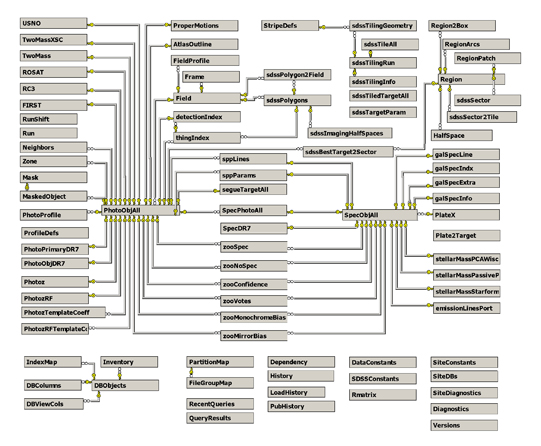 USNO
TwoMassXSC
TwoMass
ROSAT
RC3
FIRST
RunShift
Run
Neighbors
Zone
Mask
MaskedObject
PhotoProfile
ProfileDefs
PhotoPrimaryDR7
PhotoObjDR7
Photoz
PhotozRF
PhotozTemplateCoeff
PhotozRFTemplateCo
ProperMotions
AtlasOutline
FieldProfile
Frame
Field
detectionIndex
thingIndex
PhotoObjAll
StripeDefs
sdssPolygon2Field
sdssPolygons
sdssImagingHalfSpaces
sdssBestTarget2Sector
sdssTilingGeometry
sdssTileAll
sdssTilingRun
sdssTilingInfo
sdssTiledTargetAll
sdssTargetParam
Region2Box
RegionArcs
RegionPatch
Region
sdssSector
sdssSector2Tile
HalfSpace
sppLines
sppParams
segueTargetAll
SpecPhotoAll
SpecDR7
zooSpec
zooNoSpec
zooConfidence
zooVotes
zooMonochromeBias
zooMirrorBias
SpecObjAll
galSpecLine
galSpecIndx
galSpecExtra
galSpecInfo
PlateX
Plate2Target
stellarMassPCAWisc
stellarMassPassiveP
stellarMassStarform
emissionLinesPort
IndexMap
Inventory
DBColumns
DBObjects
DBViewCols
PartitionMap
FileGroupMap
RecentQueries
QueryResults
Dependency
History
LoadHistory
PubHistory
DataConstants
SDSSConstants
Rmatrix
SiteConstants
SiteDBs
SiteDiagnostics
Diagnostics
Versions